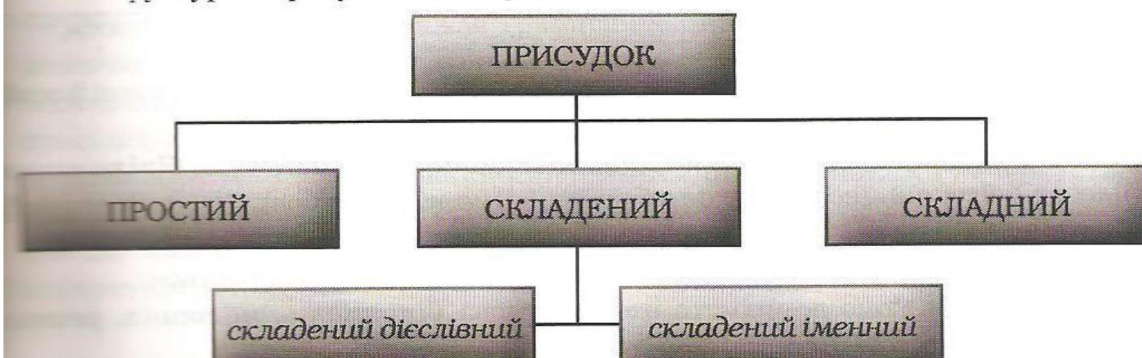 ПРИСУДОК
ПРОСТИЙ СКЛАДЕНИЙ СКЛАДНИЙ
складений дієслівний складений іменний